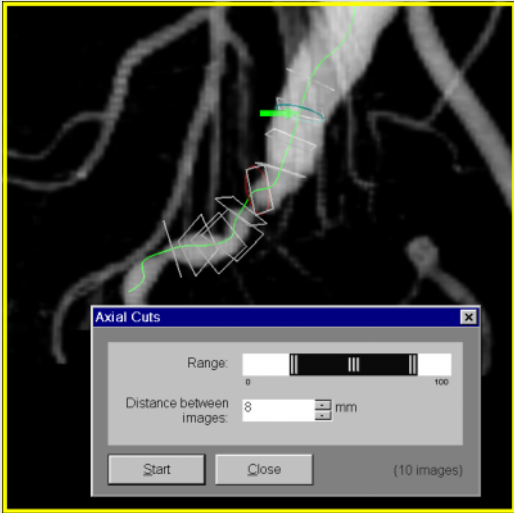 Axial Cuts
Range:
0 100
Distance between
images:
8 mm
Start Close (10 images)